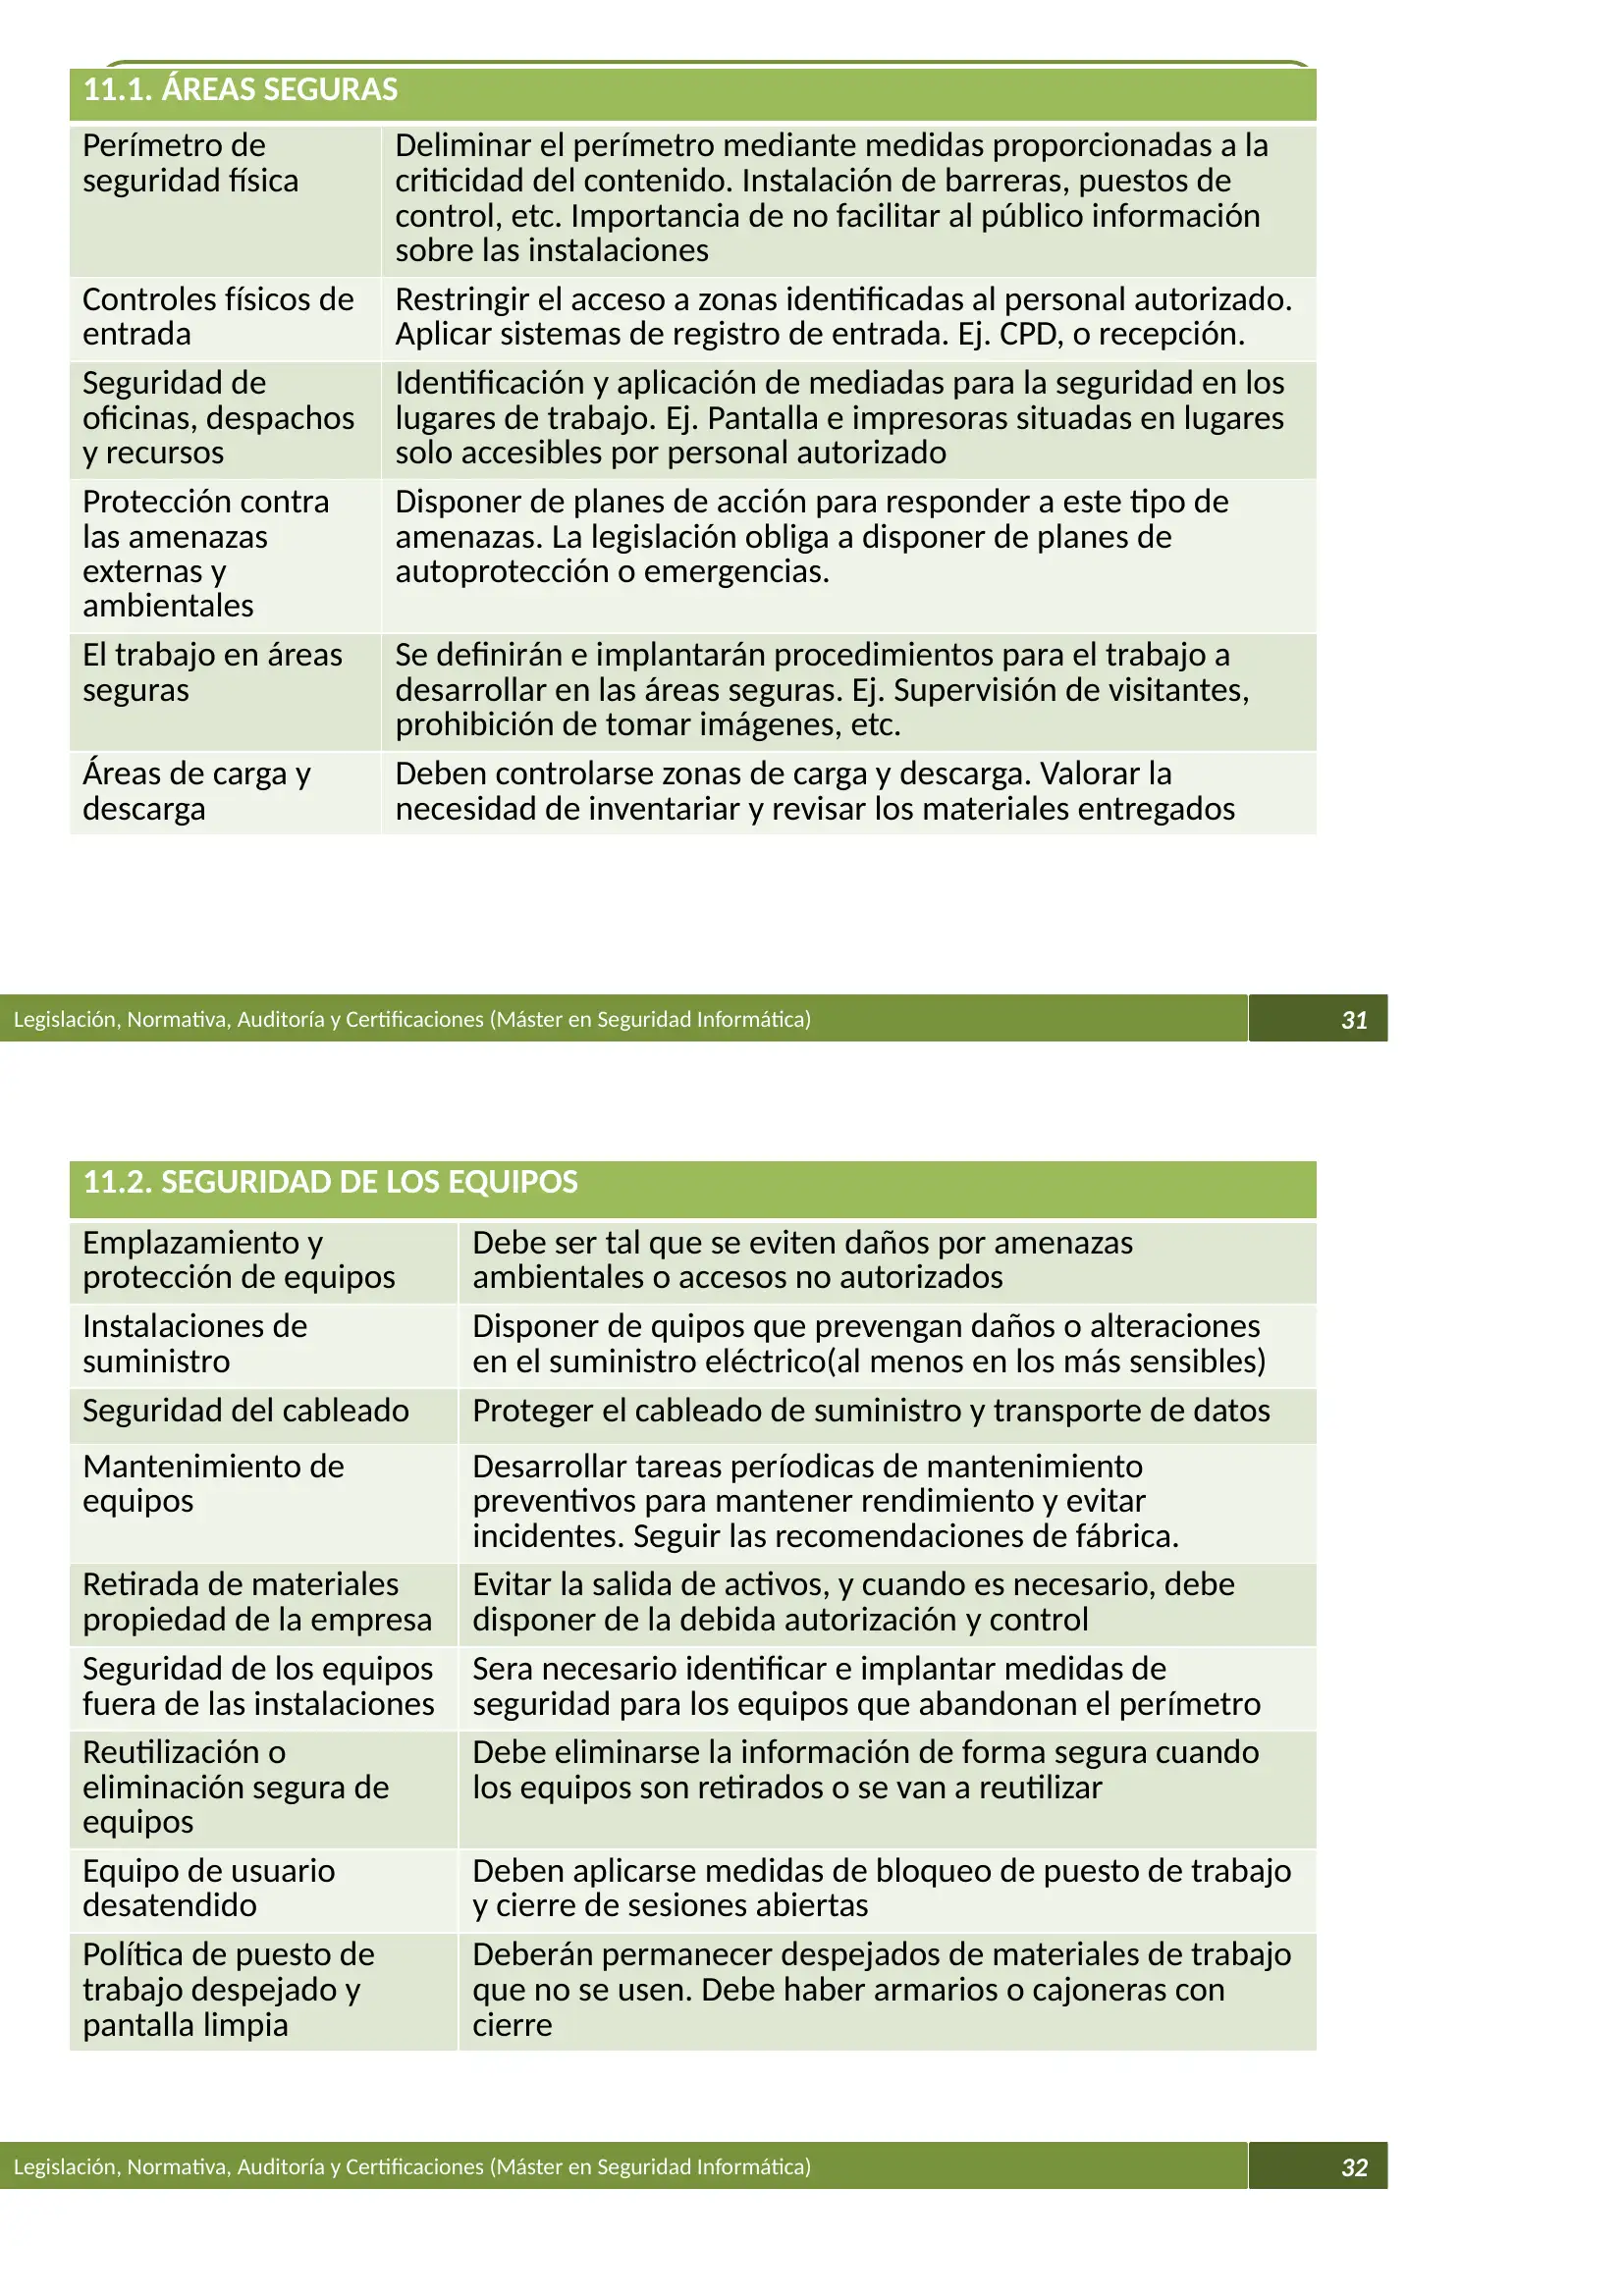 11.1. ÁREAS SEGURAS
Perímetro de
seguridad física
Deliminar el perímetro mediante medidas proporcionadas a la
criticidad del contenido. Instalación de barreras, puestos de
control, etc. Importancia de no facilitar al público información
sobre las instalaciones
Controles físicos de
entrada
Restringir el acceso a zonas identificadas al personal autorizado.
Aplicar sistemas de registro de entrada. Ej. CPD, o recepción.
Seguridad de
oficinas, despachos
y recursos
Identificación y aplicación de mediadas para la seguridad en los
lugares de trabajo. Ej. Pantalla e impresoras situadas en lugares
solo accesibles por personal autorizado
Protección contra
las amenazas
externas y
ambientales
Disponer de planes de acción para responder a este tipo de
amenazas. La legislación obliga a disponer de planes de
autoprotección o emergencias.
El trabajo en áreas
seguras
Se definirán e implantarán procedimientos para el trabajo a
desarrollar en las áreas seguras. Ej. Supervisión de visitantes,
prohibición de tomar imágenes, etc.
Áreas de carga y
descarga
Deben controlarse zonas de carga y descarga. Valorar la
necesidad de inventariar y revisar los materiales entregados
Legislación, Normativa, Auditoría y Certificaciones (Máster en Seguridad Informática)
31
11.2. SEGURIDAD DE LOS EQUIPOS
Emplazamiento y
protección de equipos
Debe ser tal que se eviten daños por amenazas
ambientales o accesos no autorizados
Instalaciones de
suministro
Disponer de quipos que prevengan daños o alteraciones
en el suministro eléctrico(al menos en los más sensibles)
Seguridad del cableado
Proteger el cableado de suministro y transporte de datos
Mantenimiento de
equipos
Desarrollar tareas períodicas de mantenimiento
preventivos para mantener rendimiento y evitar
incidentes. Seguir las recomendaciones de fábrica.
Retirada de materiales
propiedad de la empresa
Evitar la salida de activos, y cuando es necesario, debe
disponer de la debida autorización y control
Seguridad de los equipos
fuera de las instalaciones
Sera necesario identificar e implantar medidas de
seguridad para los equipos que abandonan el perímetro
Reutilización o
eliminación segura de
equipos
Debe eliminarse la información de forma segura cuando
los equipos son retirados o se van a reutilizar
Equipo de usuario
desatendido
Deben aplicarse medidas de bloqueo de puesto de trabajo
y cierre de sesiones abiertas
Política de puesto de
trabajo despejado y
pantalla limpia
Deberán permanecer despejados de materiales de trabajo
que no se usen. Debe haber armarios o cajoneras con
cierre
Legislación, Normativa, Auditoría y Certificaciones (Máster en Seguridad Informática)
32